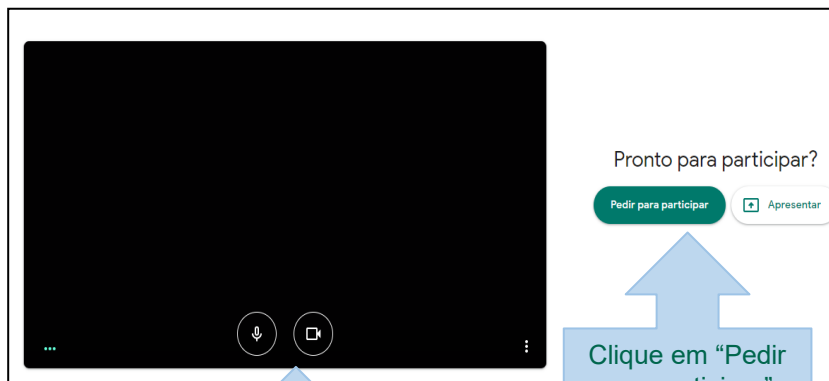 Pronto para participar?
Pedir para participar
Apresentar
Clique em “Pedir